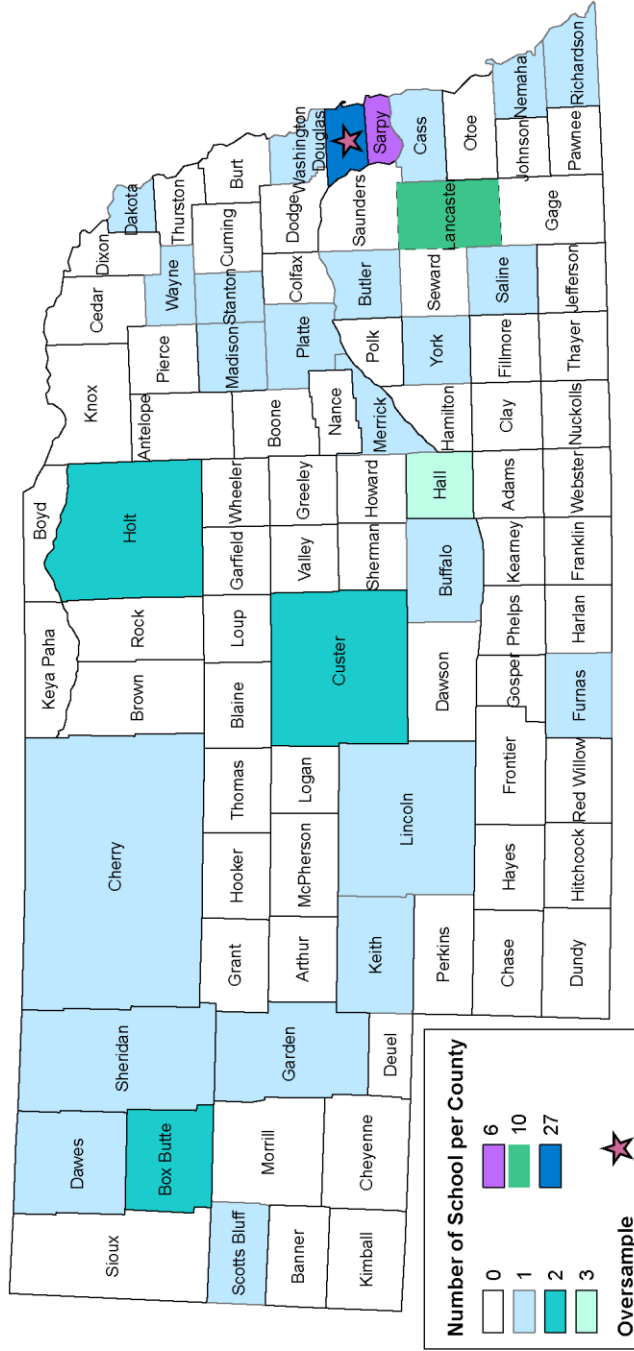 Sioux
Dawes
Box Butte
Sheridan
Scotts Bluff
Banner
Kimball
Morrill
Cheyenne
Garden
Deuel
Cherry
Keya Paha
Boyd
Brown
Rock
Holt
Knox
Cedar
Dixon
Dakota
Antelope
Pierce
Wayne
Thurston
Grant
Hooker
Thomas
Blaine
Loup
Garfield
Wheeler
Boone
Madison
Stanton
Cuming
Burt
Arthur
McPherson
Logan
Custer
Valley
Greeley
Nance
Platte
Colfax
Dodge
Washington
Douglas
Keith
Lincoln
Sherman
Howard
Merrick
Polk
Butler
Saunders
Sarpy
Perkins
Dawson
Buffalo
Hall
Hamilton
York
Seward
Lancaster
Cass
Otoe
Chase
Hayes
Frontier
Gosper
Phelps
Kearney
Adams
Clay
Fillmore
Saline
Johnson
Nemaha
Dundy
Hitchcock
Red Willow
Furnas
Harlan
Franklin
Webster
Nuckolls
Thayer
Jefferson
Gage
Pawnee
Richardson
Number of School per County
0
1
2
3
6
10
27
Oversample